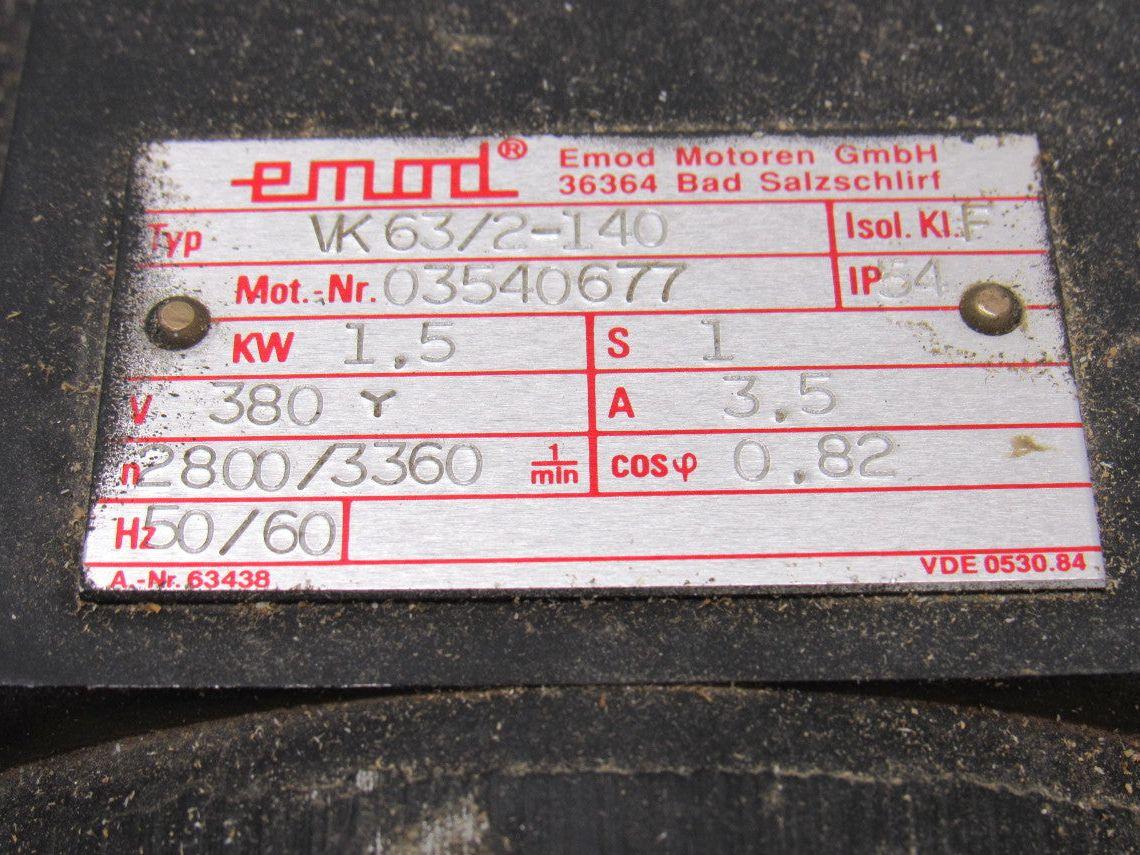 emod® Emod Motoren GmbH
36364 Bad Salzschlirf
Typ VK 63/2-140 Isol. Kl. F
Mot.-Nr. 03540677 IP 54
KW 1,5 S 1
V 380 Y A 3,5
n 2800/3360 1/min cosφ 0,82
Hz 50/60
A.-Nr. 63438 VDE 0530.84